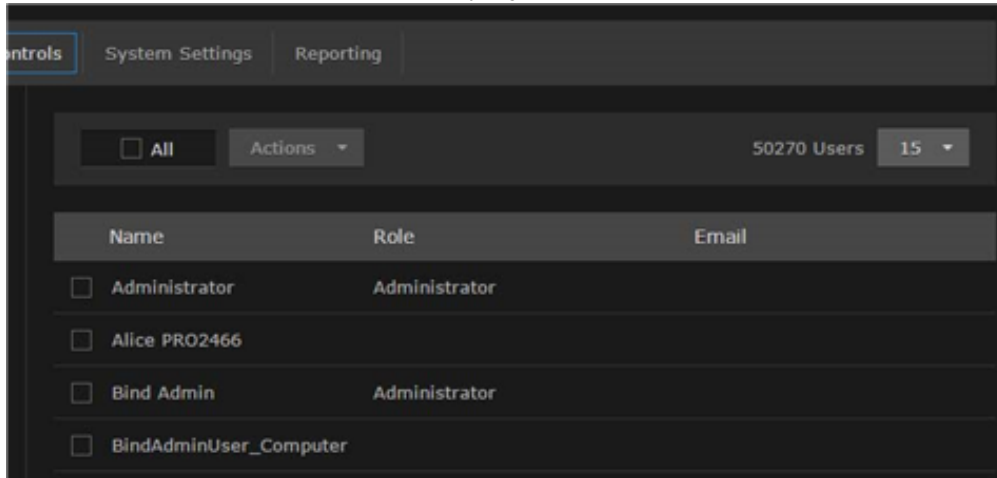 ontrols System Settings Reporting
All Actions 50270 Users 15
Name Role Email
Administrator Administrator
Alice PRO2466
Bind Admin Administrator
BindAdminUser_Computer